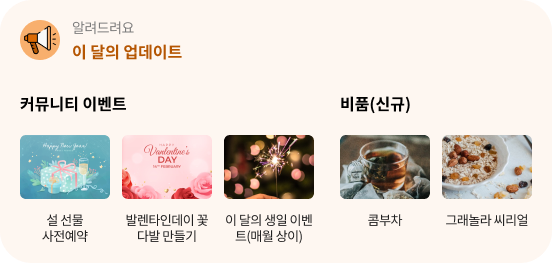 알려드려요
이 달의 업데이트
커뮤니티 이벤트
비품(신규)
Happy New Year!
HAPPY
Valentine's
DAY
14TH FEBRUARY
설 선물
사전예약
발렌타인데이 꽃
다발 만들기
이 달의 생일 이벤
트(매월 상이)
콤부차
그래놀라 씨리얼